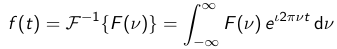 f(t) = ℱ⁻¹{F(ν)} = ∫_{−∞}^{∞} F(ν) e^{ι2πνt} dν